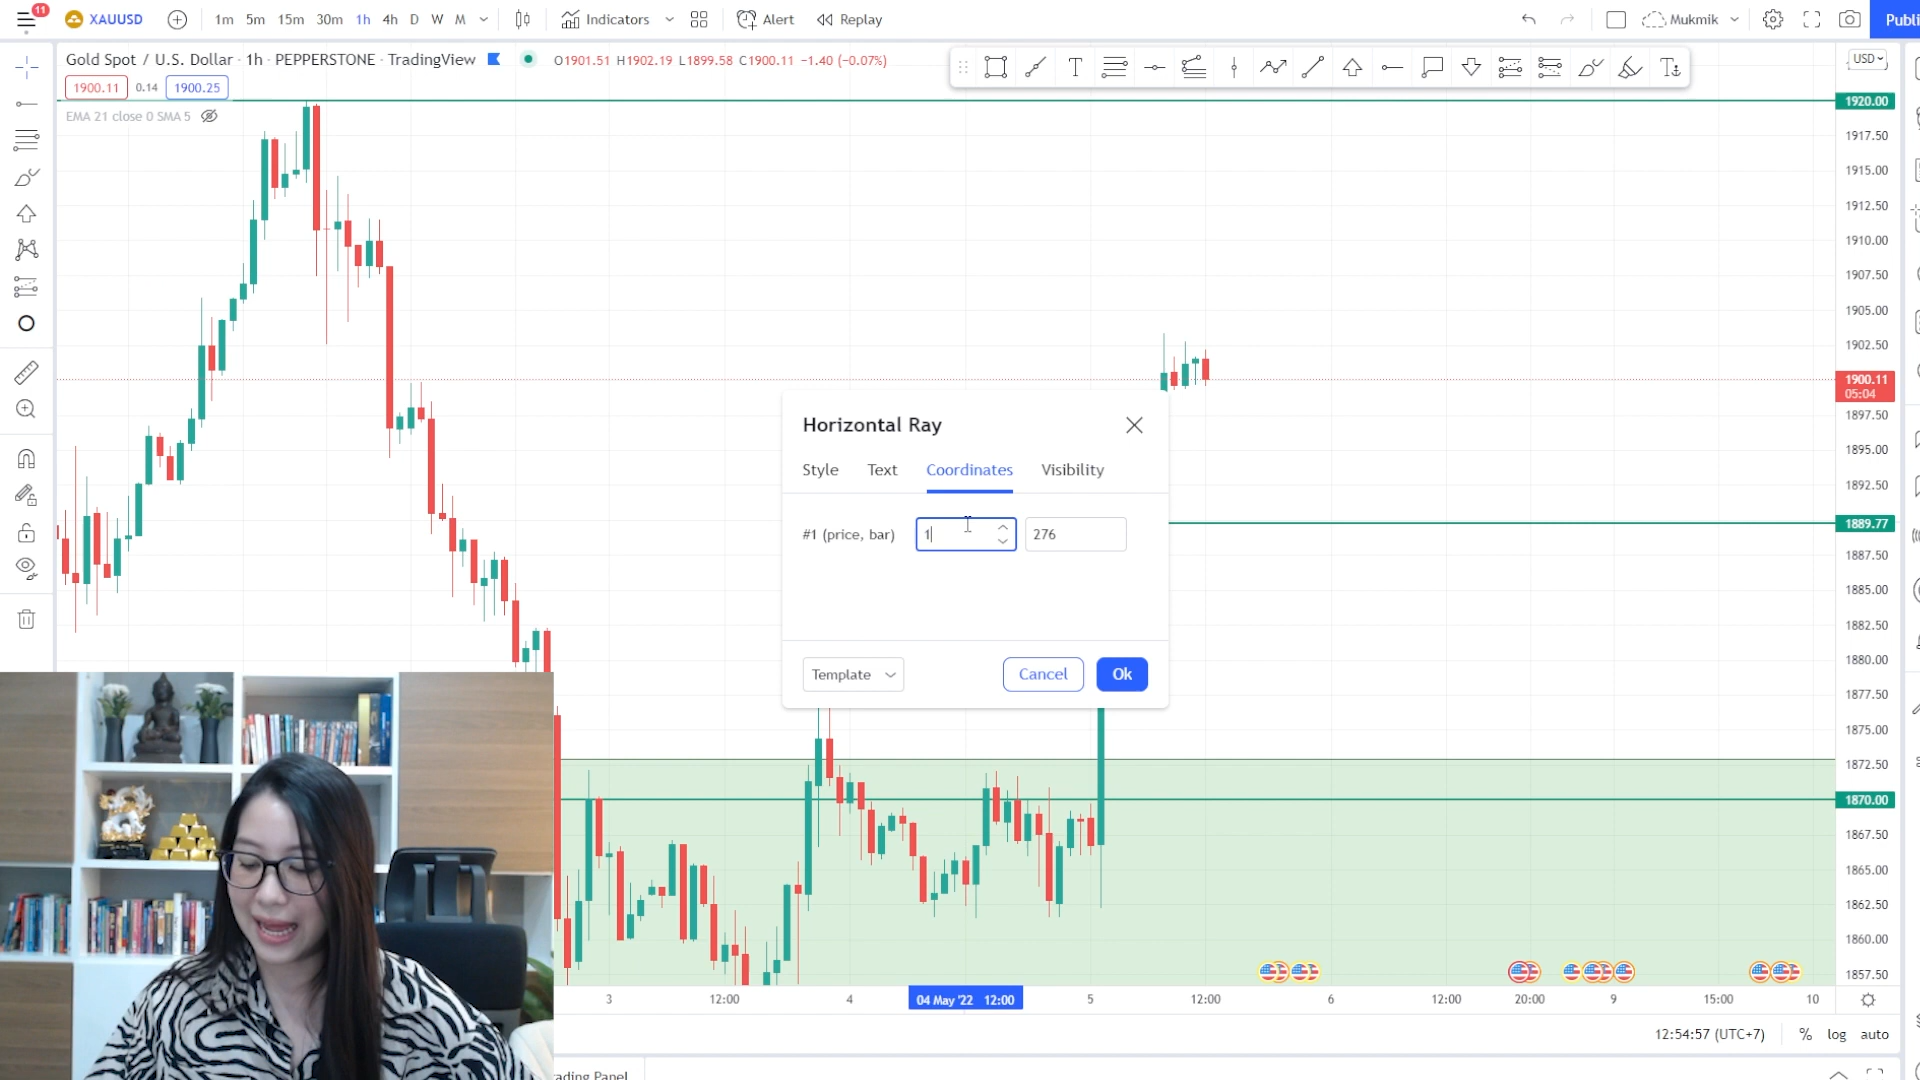 11
XAUUSD
1m 5m 15m 30m 1h 4h D W M
Indicators
Alert
Replay
Mukmik
Publi
Gold Spot / U.S. Dollar · 1h · PEPPERSTONE · TradingView
O1901.51 H1902.19 L1899.58 C1900.11 −1.40 (−0.07%)
1900.11 0.14 1900.25
EMA 21 close 0 SMA 5
USD
1920.00
1917.50
1915.00
1912.50
1910.00
1907.50
1905.00
1902.50
1900.11
05:04
1897.50
1895.00
1892.50
1889.77
1887.50
1885.00
1882.50
1880.00
1877.50
1875.00
1872.50
1870.00
1867.50
1865.00
1862.50
1860.00
1857.50
Horizontal Ray
Style Text Coordinates Visibility
#1 (price, bar) 1 276
Template Cancel Ok
3 12:00 4 04 May '22 12:00 5 12:00 6 12:00 20:00 9 15:00 10
12:54:57 (UTC+7) % log auto
ading Panel